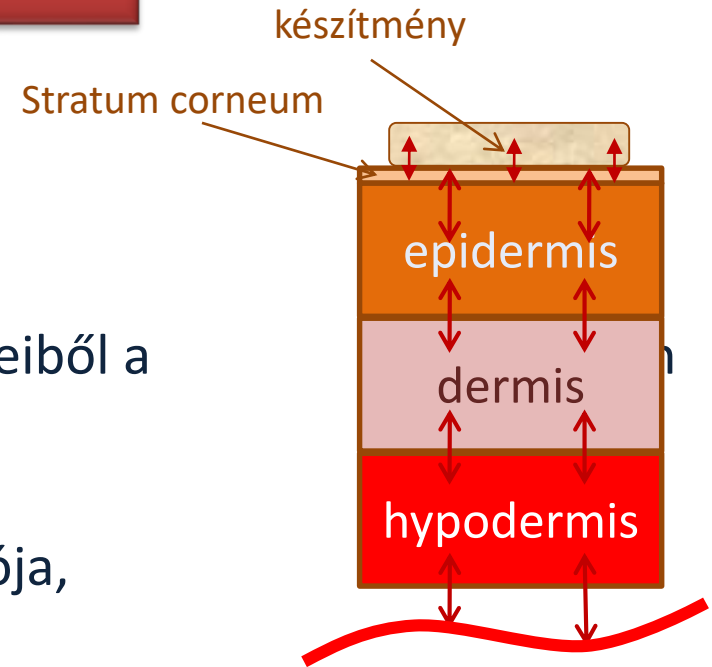 készítmény
Stratum corneum
epidermis
eiből a
dermis
hypodermis
ója,